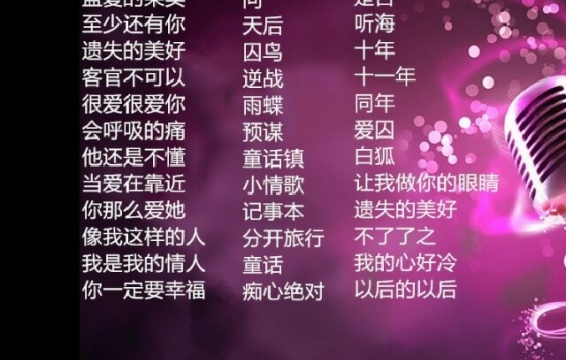 至少还有你 天后 听海
遗失的美好 囚鸟 十年
客官不可以 逆战 十一年
很爱很爱你 雨蝶 同年
会呼吸的痛 预谋 爱囚
他还是不懂 童话镇 白狐
当爱在靠近 小情歌 让我做你的眼睛
你那么爱她 记事本 遗失的美好
像我这样的人 分开旅行 不了了之
我是我的情人 童话 我的心好冷
你一定要幸福 痴心绝对 以后的以后